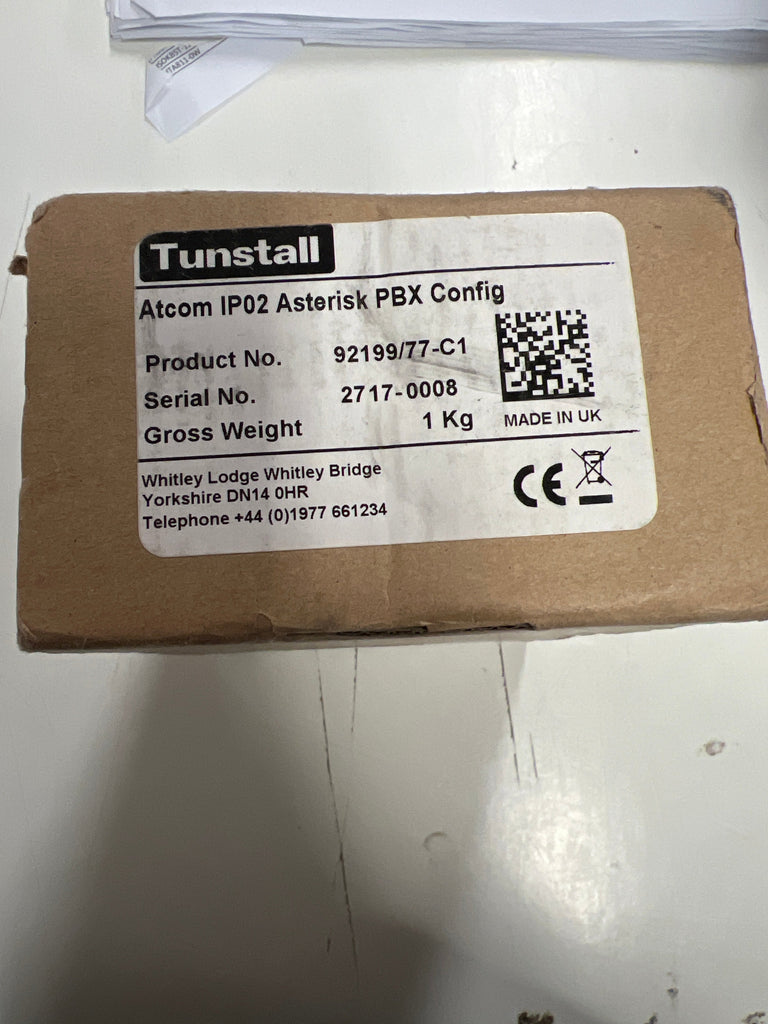 Tunstall
Atcom IP02 Asterisk PBX Config
Product No. 92199/77-C1
Serial No. 2717-0008
Gross Weight 1 Kg
MADE IN UK
Whitley Lodge Whitley Bridge
Yorkshire DN14 0HR
Telephone +44 (0)1977 661234
CE